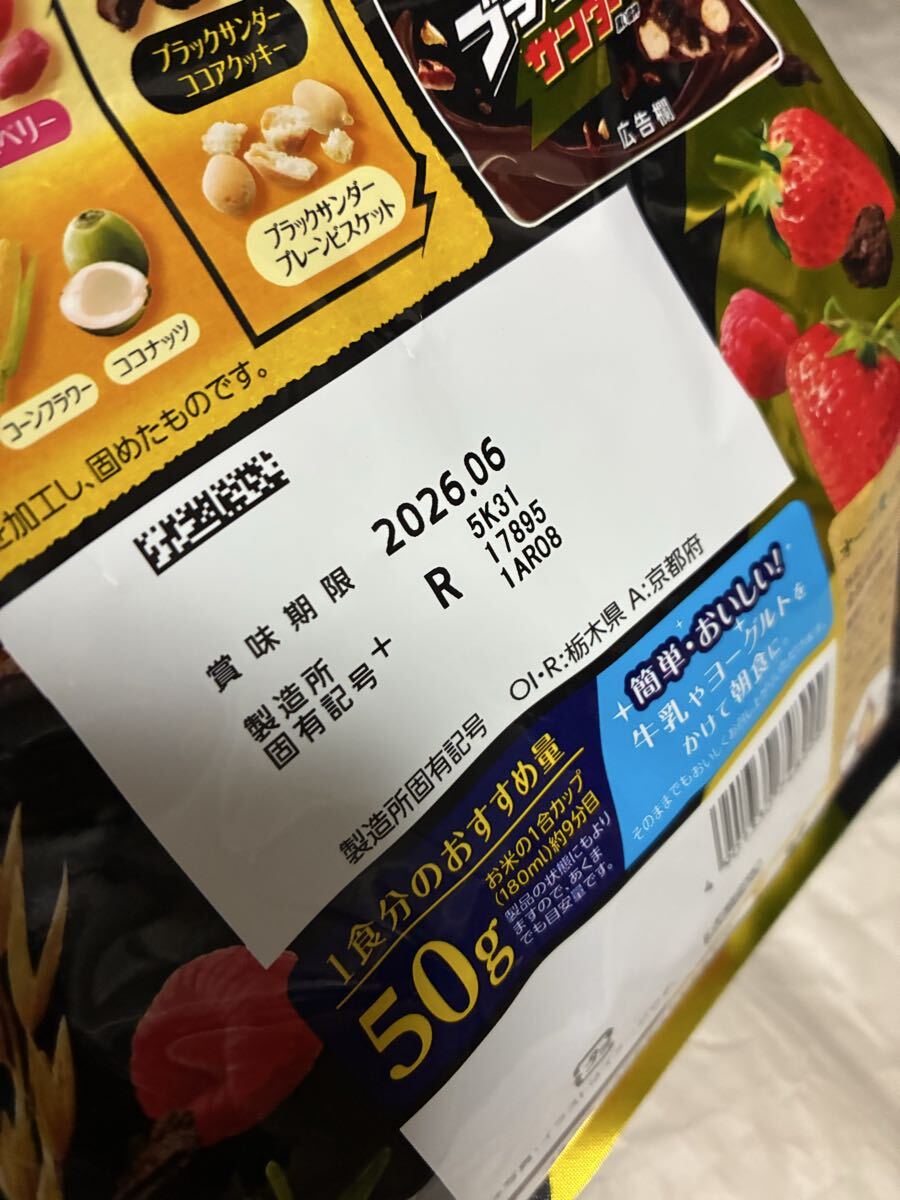 ブラックサンダー
ココアクッキー
ベリー
ブラックサンダー
プレーンビスケット
サンダー
広告欄
ココナッツ
コーンフラワー
加工し、固めたものです。
賞味期限 2026.06
製造所
固有記号 + R 5K31
17895
1AR08
製造所固有記号 OI・R:栃木県 A:京都府
簡単・おいしい!
牛乳やヨーグルトを
かけて朝食に。
1食分のおすすめ量
50g
お米の1合カップ
(180ml)約9分目
製品の状態にもより
ますので、あくま
でも目安量です。